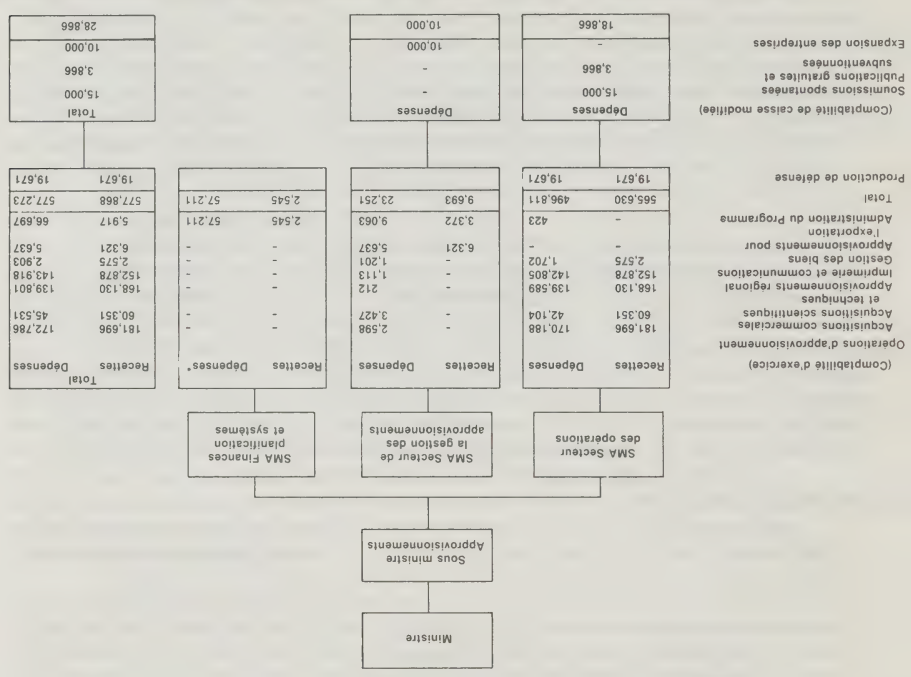 Ministre
Sous ministre
Approvisionnements
SMA Secteur
des opérations
SMA Secteur de
la gestion des
approvisionnements
SMA Finances
planification
et systèmes
Total
(Comptabilité d'exercice) Recettes Dépenses Recettes Dépenses Recettes Dépenses* Recettes Dépenses
Opérations d'approvisionnement
Acquisitions commerciales 181,696 170,188 - 2,598 - - 181,696 172,786
Acquisitions scientifiques 60,351 42,104 - 3,427 - - 60,351 45,531
et techniques
Approvisionnements régional 168,130 139,589 - 212 - - 168,130 139,801
Imprimerie et communications 152,878 142,805 - 1,113 - - 152,878 143,918
Gestion des biens 2,575 1,702 - 1,201 - - 2,575 2,903
Approvisionnements pour - - 6,321 5,637 - - 6,321 5,637
l'exportation
Administration du Programme - 423 3,372 9,063 2,545 57,211 5,917 66,697
Total 565,630 496,811 9,693 23,251 2,545 57,211 577,868 577,273
Production de défense 19,671 19,671 19,671 19,671
(Comptabilité de caisse modifiée) Dépenses Dépenses Total
Soumissions spontanées 15,000 - 15,000
Publications gratuites et
subventionnées 3,866 - 3,866
Expansion des entreprises - 10,000 10,000
18,866 10,000 28,866